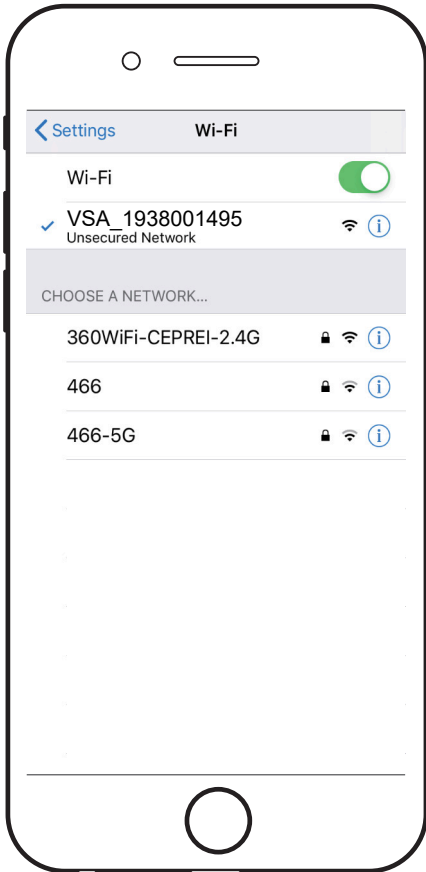 Settings Wi-Fi
Wi-Fi
VSA_1938001495
Unsecured Network
CHOOSE A NETWORK...
360WiFi-CEPREI-2.4G
466
466-5G